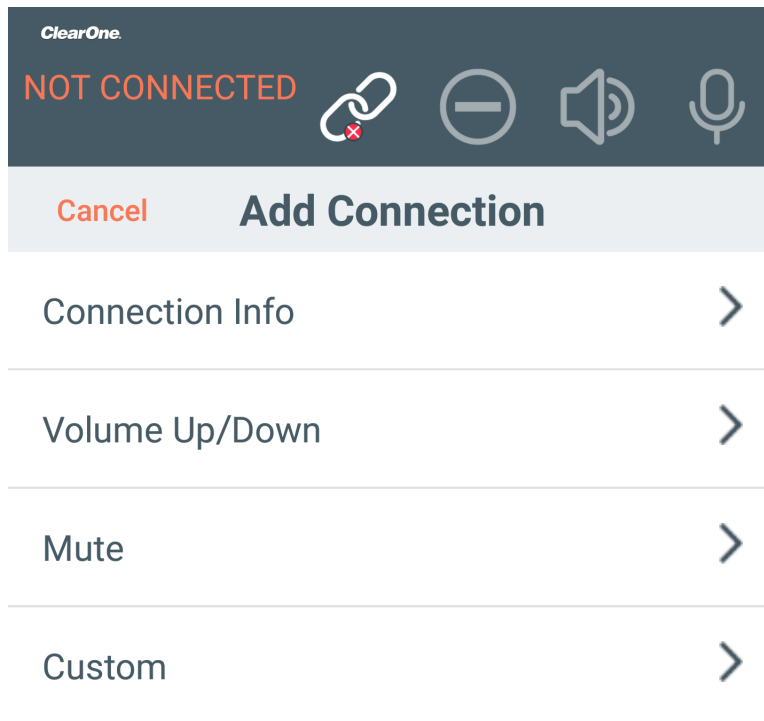 ClearOne.
NOT CONNECTED
Cancel Add Connection
Connection Info
Volume Up/Down
Mute
Custom